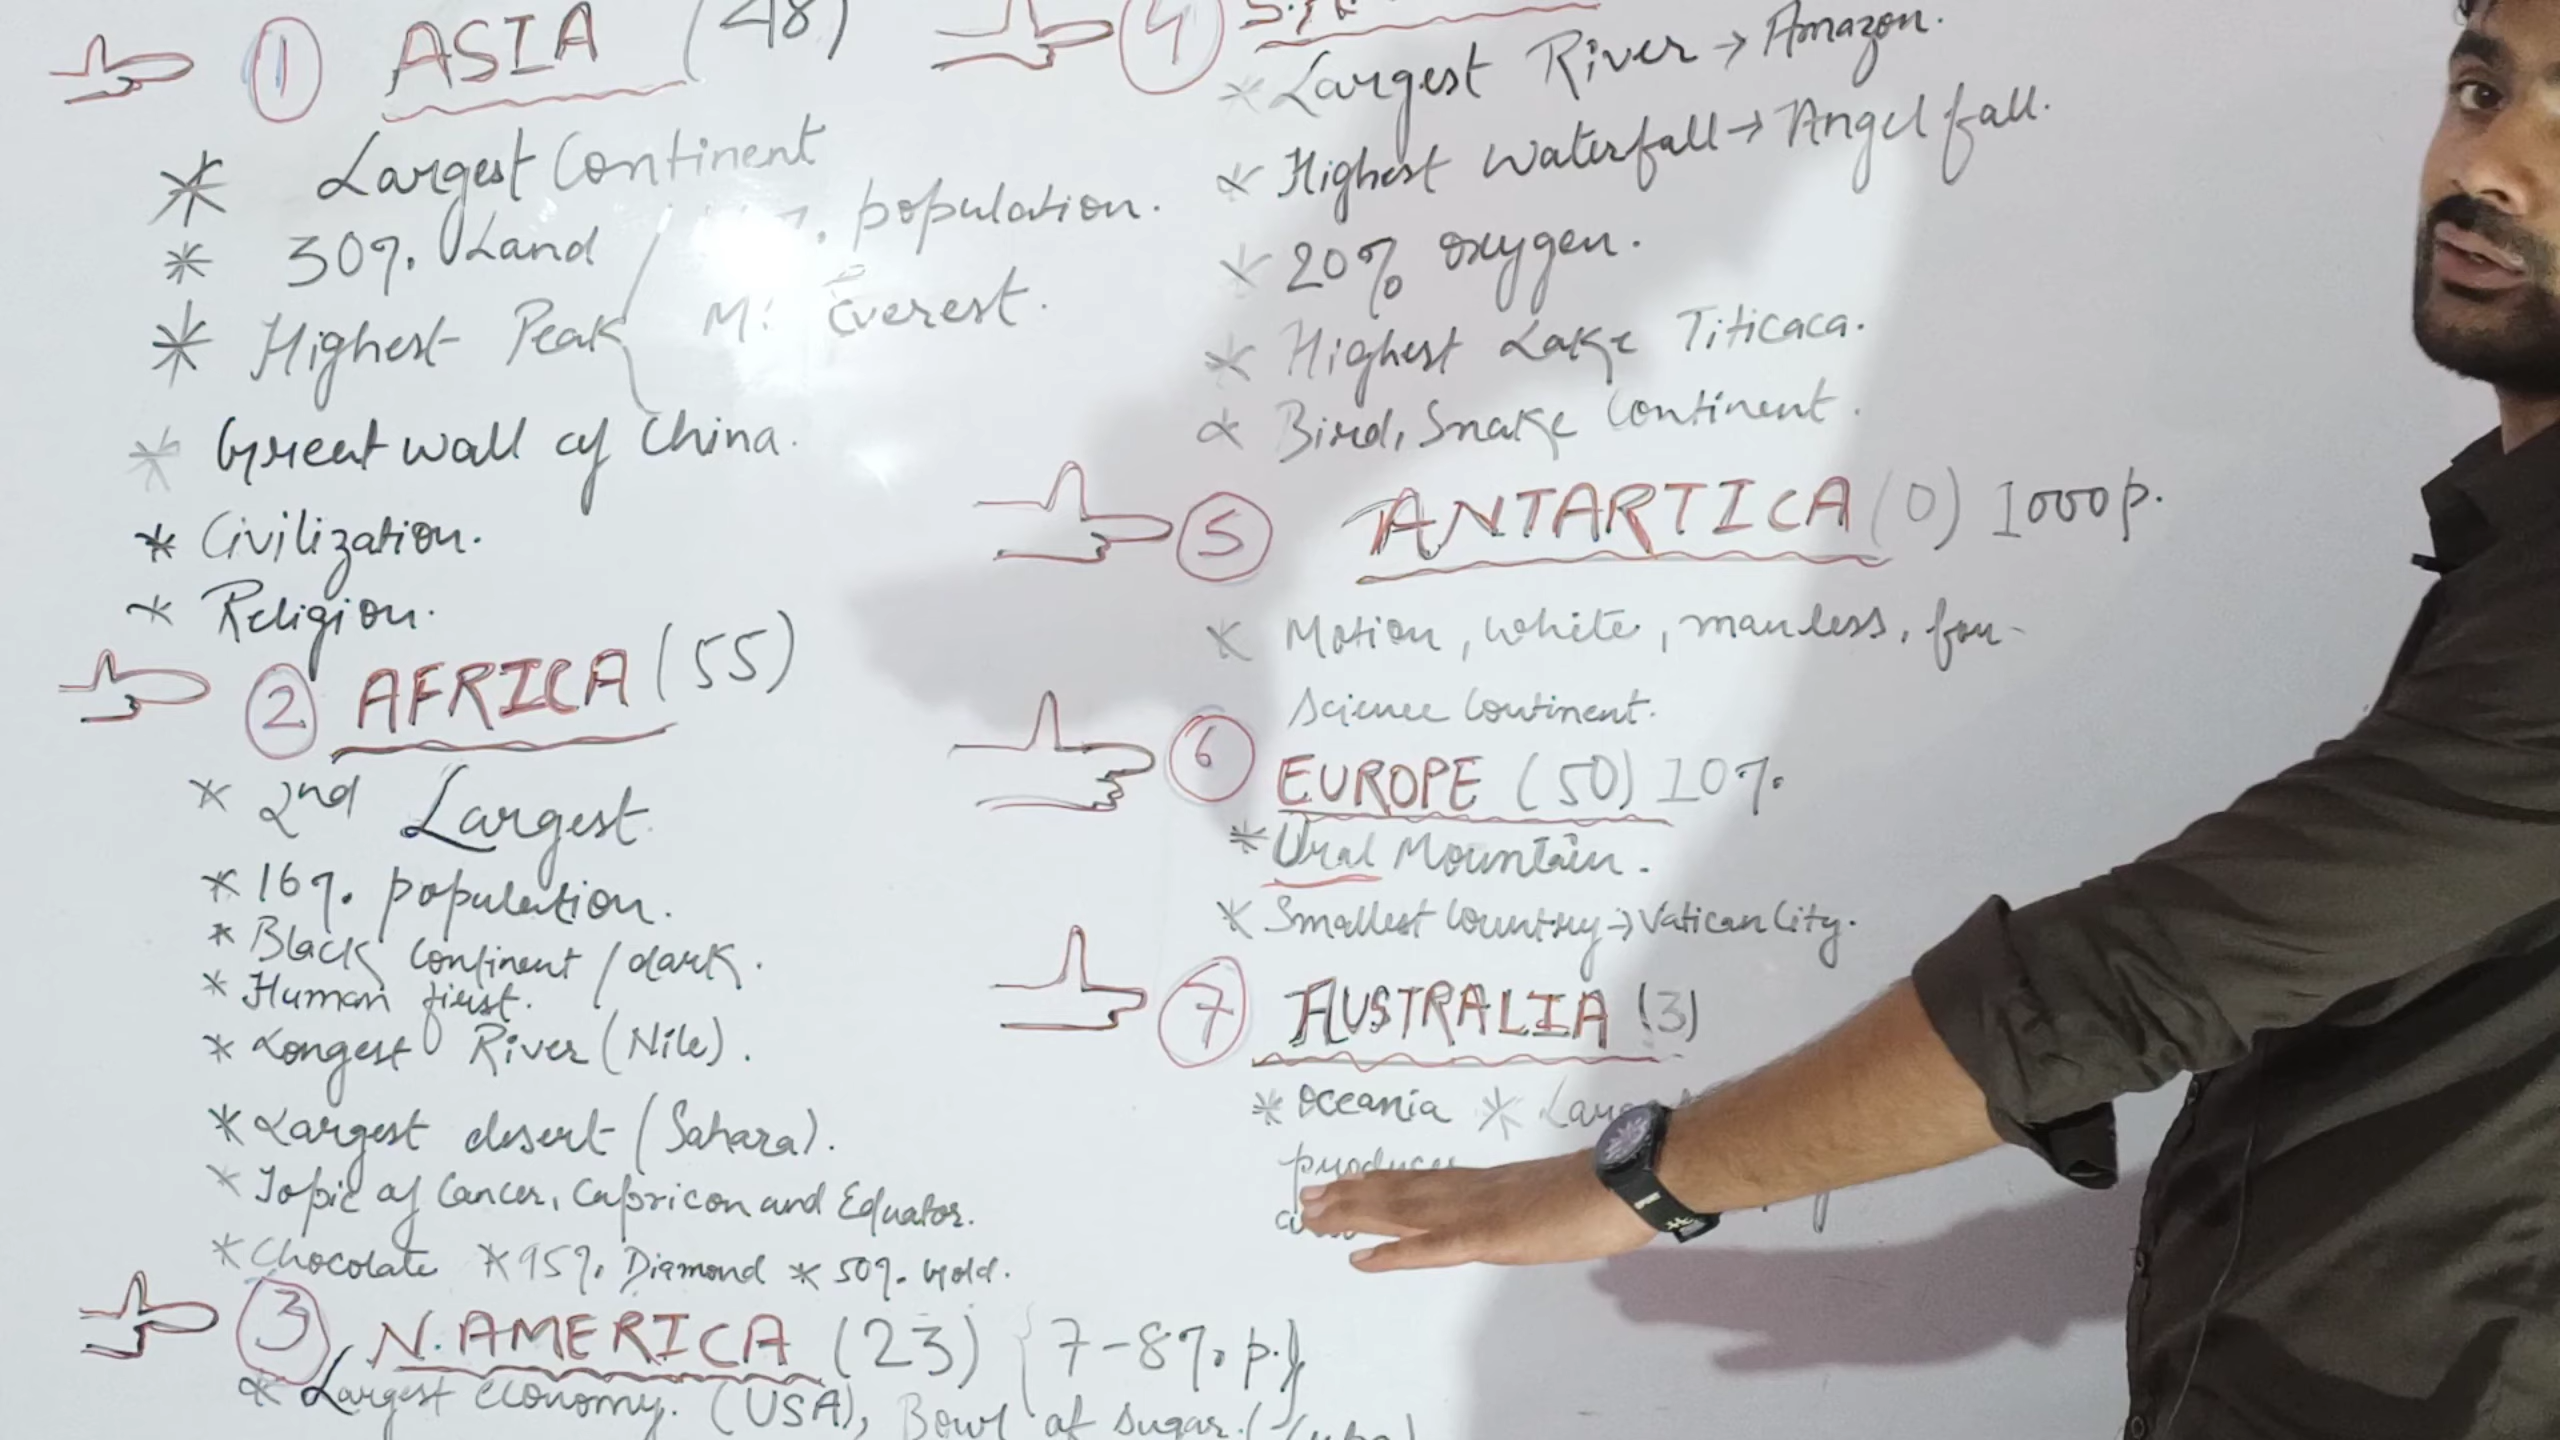 1 ASIA (48)
* Largest Continent
* 30%. Land / %. population.
* Highest Peak Mt Everest.
* Great wall of China.
* Civilization.
* Religion.
2 AFRICA (55)
* 2nd Largest
* 16%. population.
* Black Continent / dark.
* Human first.
* Longest River (Nile).
* Largest desert (Sahara).
* Topic of Cancer, Capricon and Equator.
* Chocolate * 95%. Diamond * 50%. Gold.
3 N. AMERICA (23) {7-8%. p.}
* Largest economy. (USA), Bowl of sugar. (Cuba)
4
* Largest River → Amazon.
* Highest Waterfall → Angel fall.
* 20% oxygen.
* Highest Lake Titicaca.
* Bird, Snake Continent.
5 ANTARTICA (0) 1000 p.
* Motion, white, manless, for-
Science Continent.
6 EUROPE (50) 10%.
* Ural Mountain.
* Smallest Country → Vatican City.
7 AUSTRALIA (3)
* Oceania *